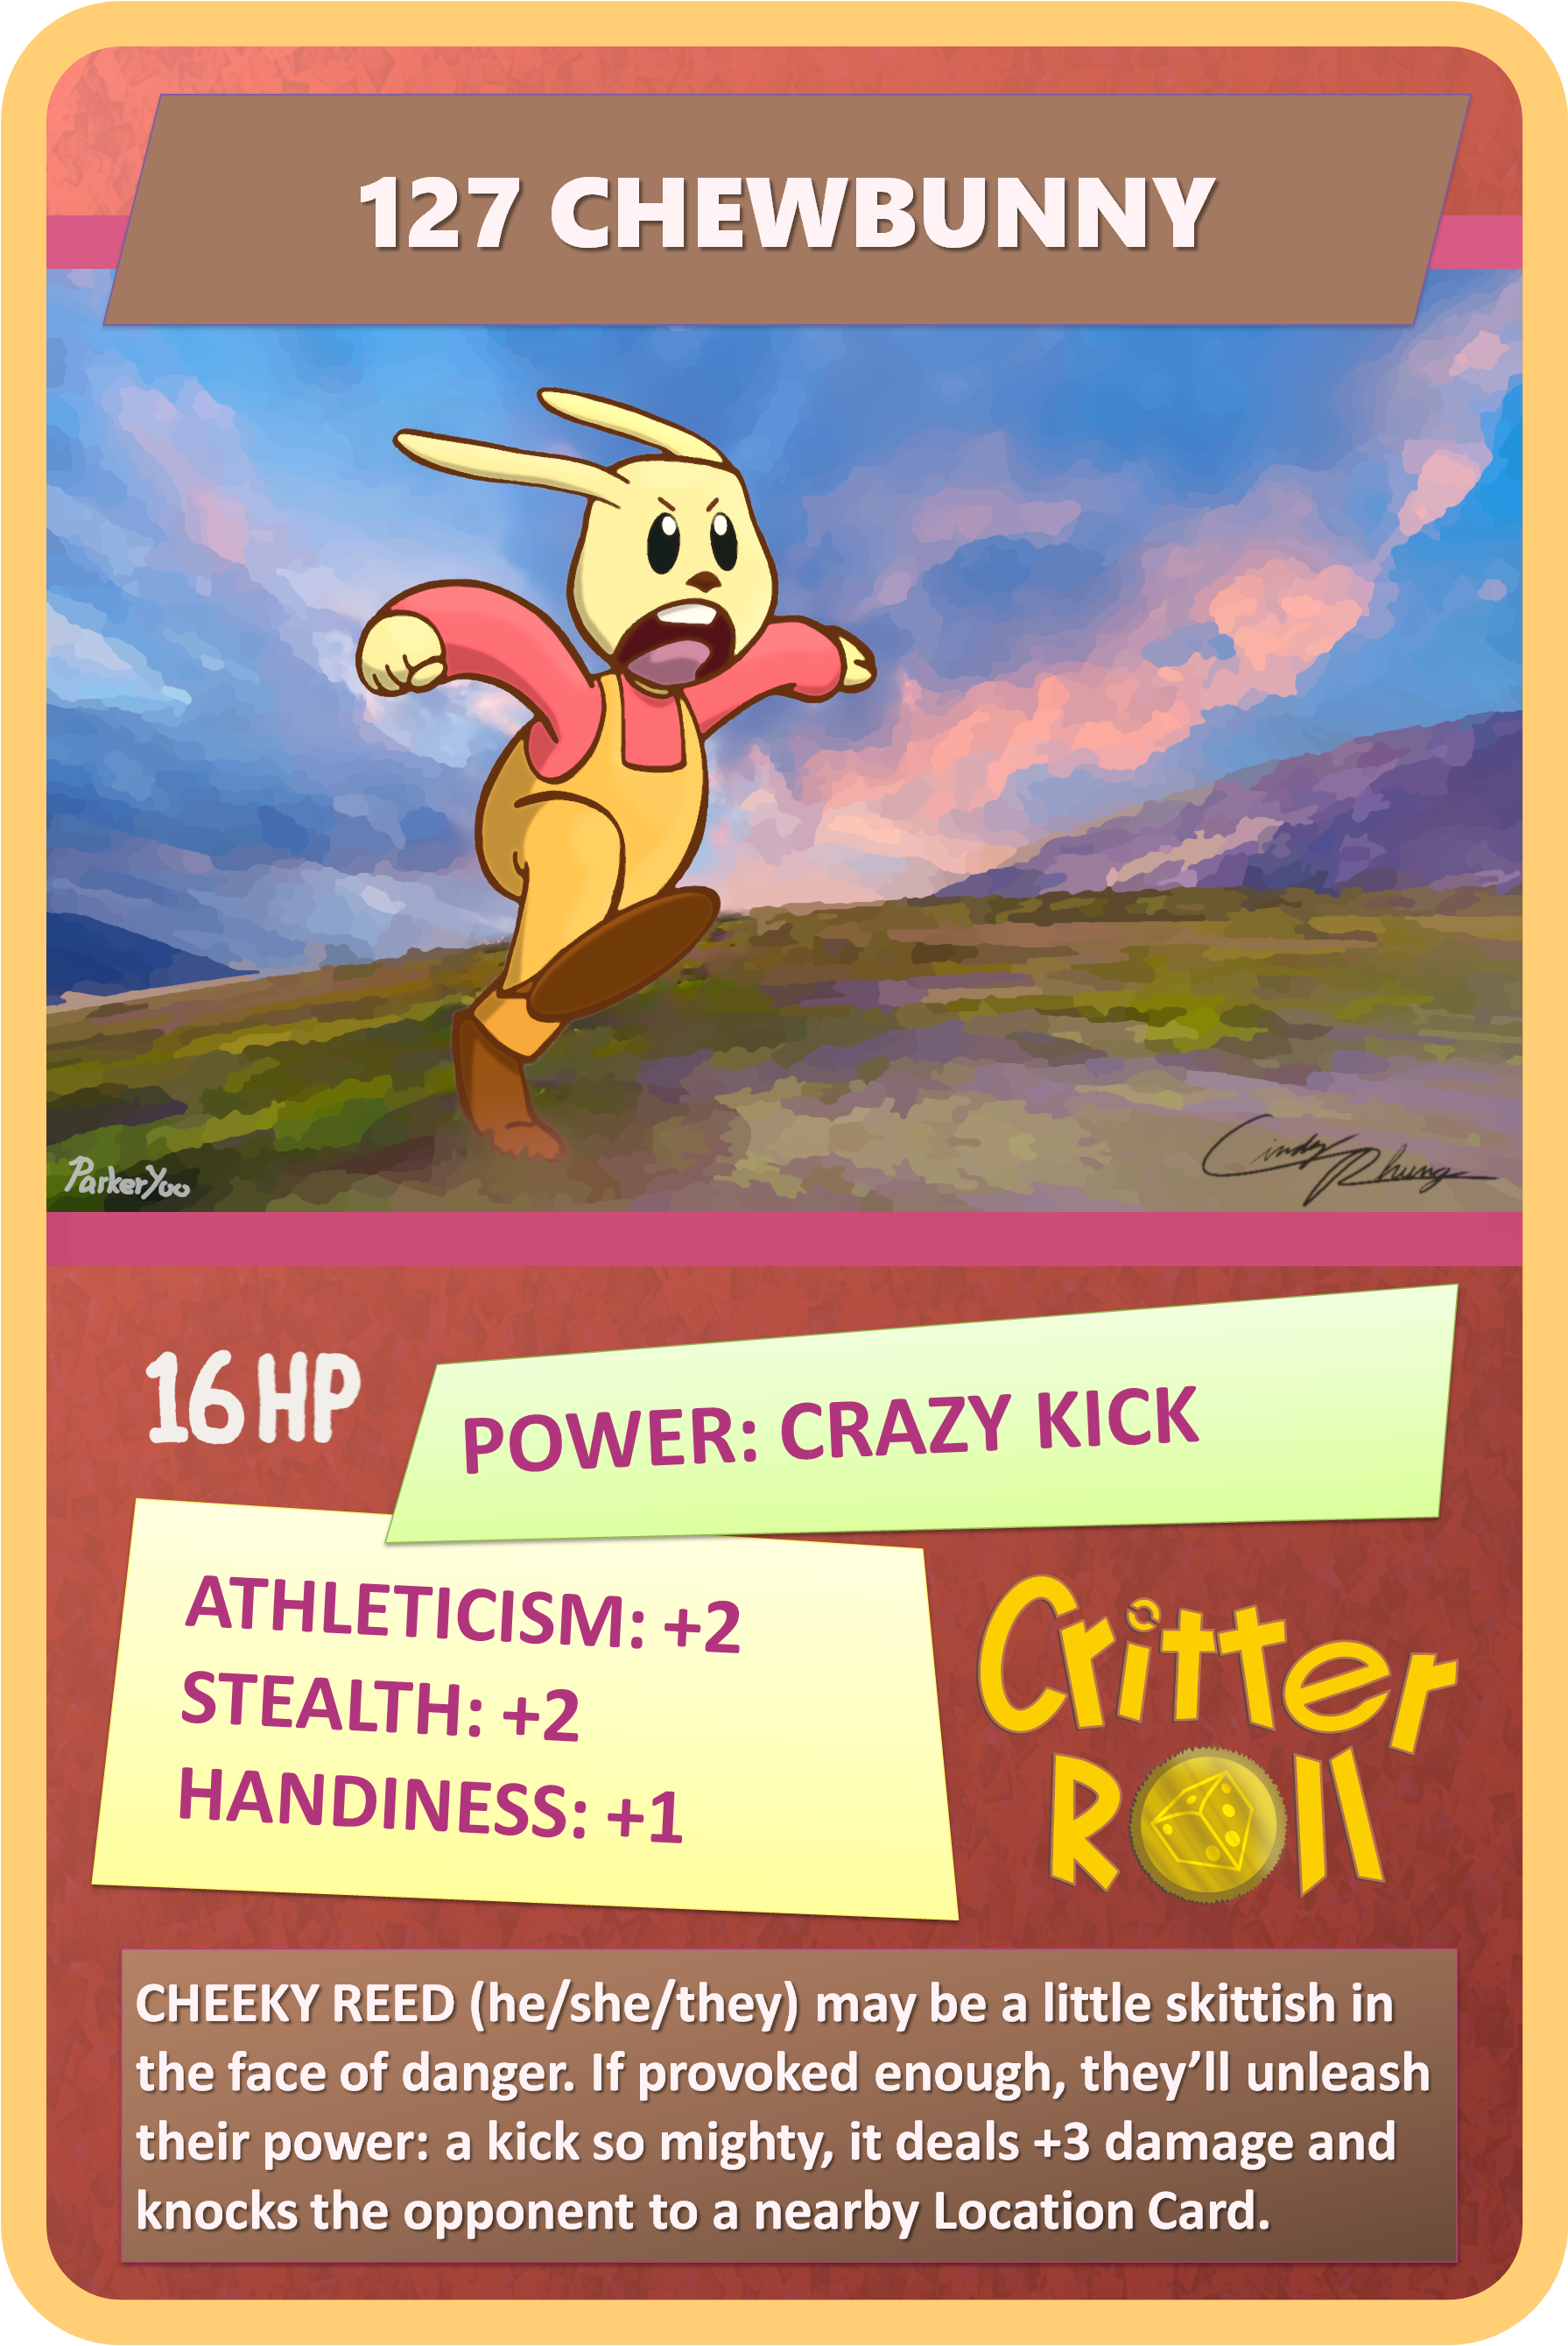 127 CHEWBUNNY
ParkerYoo
Cindy Phung
16 HP
POWER: CRAZY KICK
ATHLETICISM: +2
STEALTH: +2
HANDINESS: +1
Critter
Roll
CHEEKY REED (he/she/they) may be a little skittish in
the face of danger. If provoked enough, they’ll unleash
their power: a kick so mighty, it deals +3 damage and
knocks the opponent to a nearby Location Card.